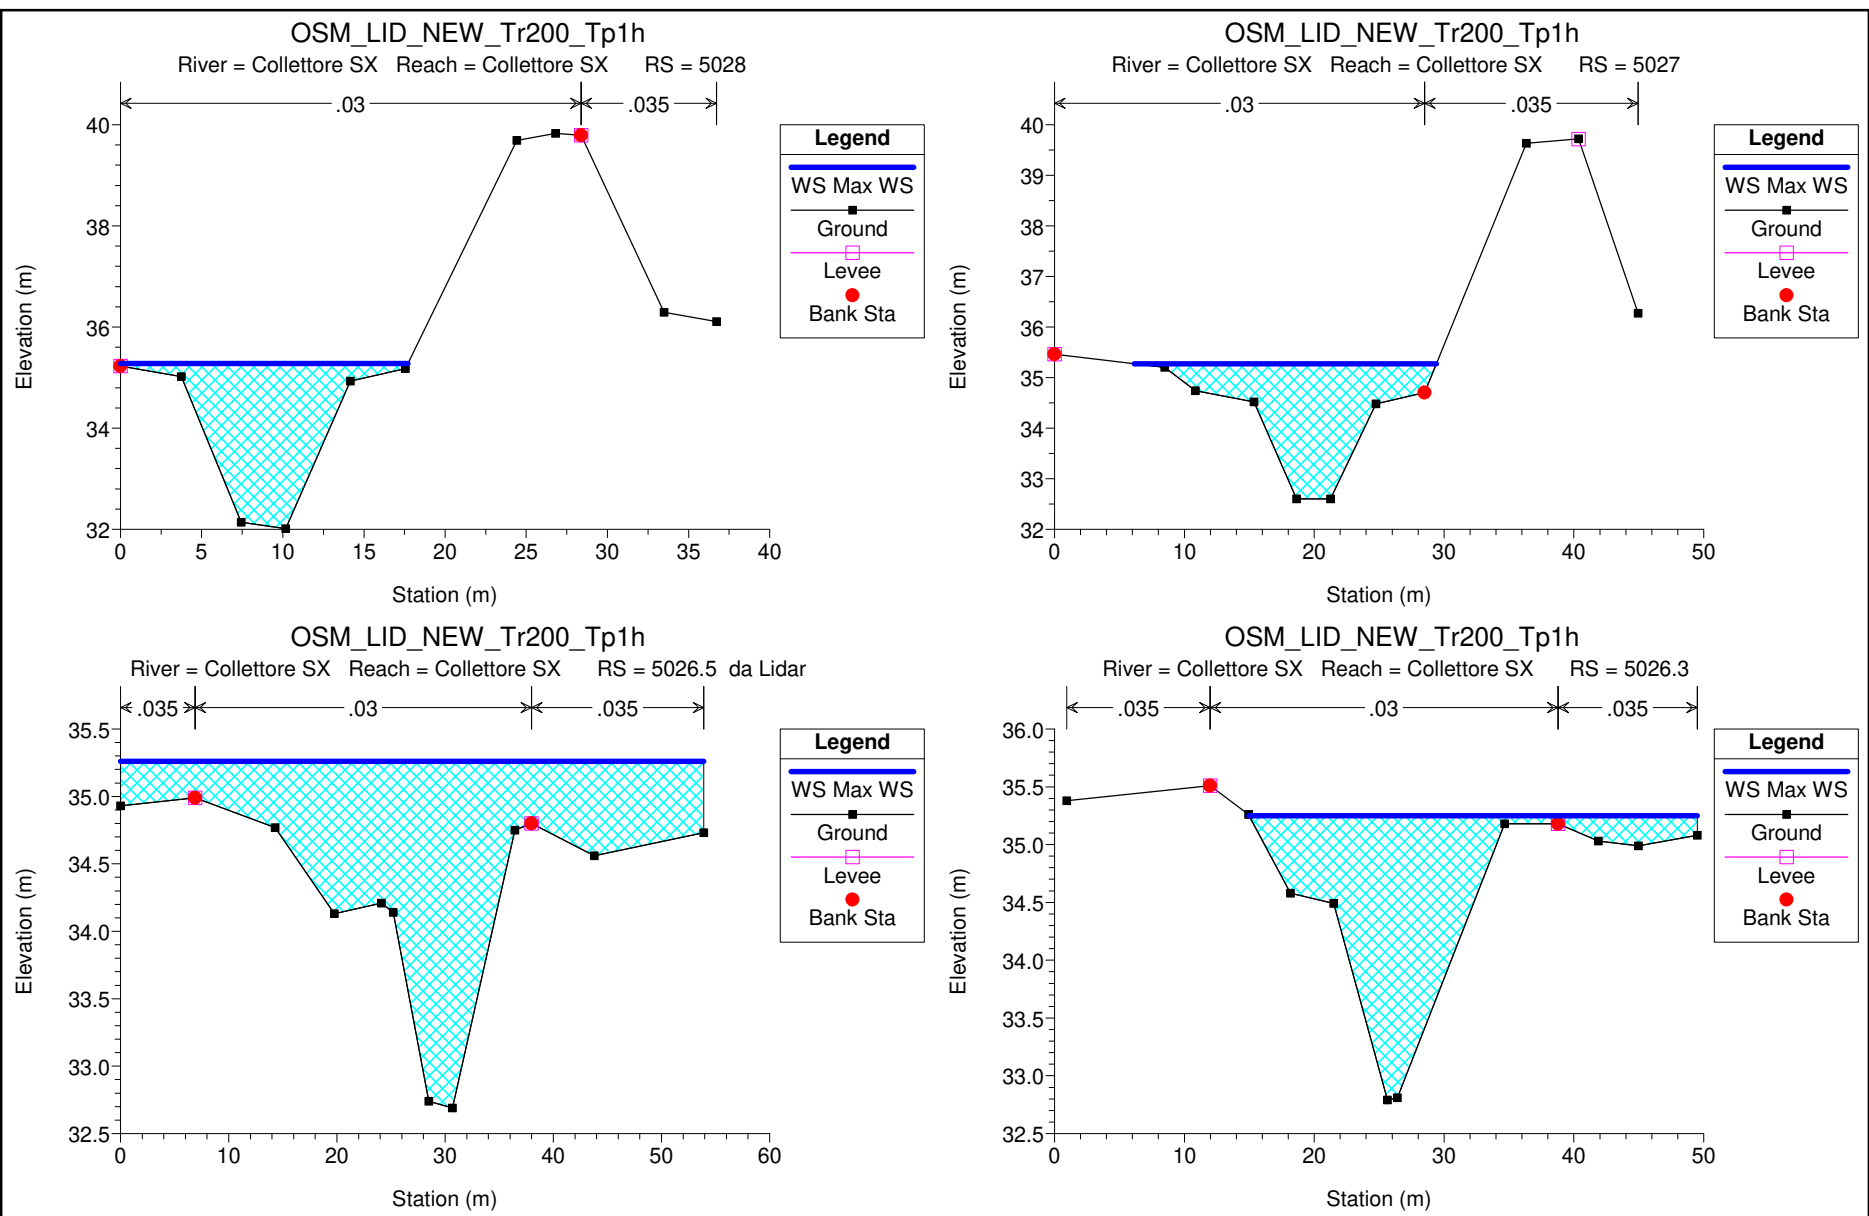 OSM_LID_NEW_Tr200_Tp1h
River = Collettore SX   Reach = Collettore SX   RS = 5028
.03   .035
40
38
36
34
32
0   5   10   15   20   25   30   35   40
Station (m)
Elevation (m)
Legend
WS Max WS
Ground
Levee
Bank Sta
OSM_LID_NEW_Tr200_Tp1h
River = Collettore SX   Reach = Collettore SX   RS = 5027
.03   .035
40
39
38
37
36
35
34
33
32
0   10   20   30   40   50
Station (m)
Elevation (m)
Legend
WS Max WS
Ground
Levee
Bank Sta
OSM_LID_NEW_Tr200_Tp1h
River = Collettore SX   Reach = Collettore SX   RS = 5026.5   da Lidar
.035   .03   .035
35.5
35.0
34.5
34.0
33.5
33.0
32.5
0   10   20   30   40   50   60
Station (m)
Elevation (m)
Legend
WS Max WS
Ground
Levee
Bank Sta
OSM_LID_NEW_Tr200_Tp1h
River = Collettore SX   Reach = Collettore SX   RS = 5026.3
.035   .03   .035
36.0
35.5
35.0
34.5
34.0
33.5
33.0
32.5
0   10   20   30   40   50
Station (m)
Elevation (m)
Legend
WS Max WS
Ground
Levee
Bank Sta